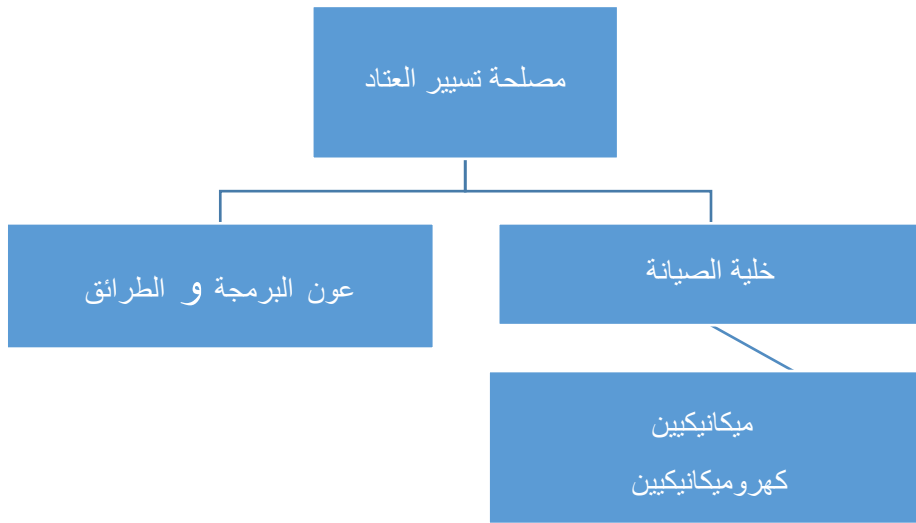 مصلحة تسيير العتاد
خلية الصيانة
عون البرمجة و الطرائق
ميكانيكيين
كهروميكانيكيين